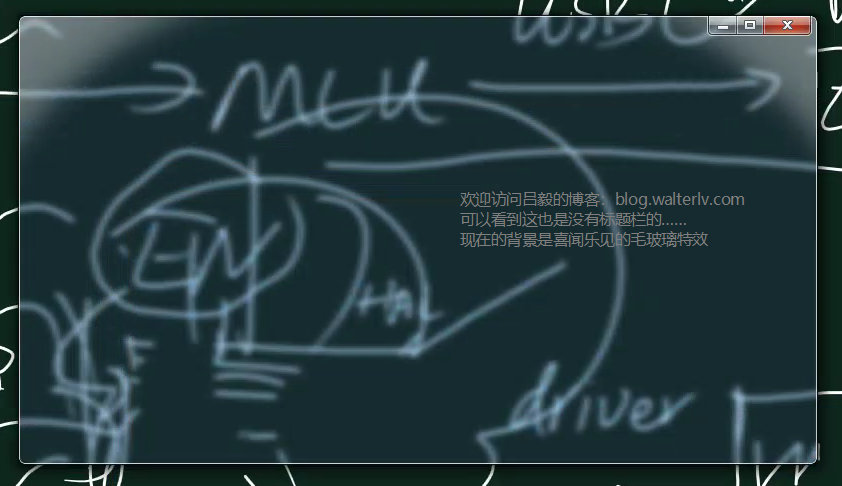 USB
MCU
欢迎访问吕毅的博客：blog.walterlv.com
可以看到这也是没有标题栏的……
现在的背景是喜闻乐见的毛玻璃特效
FW
HAL
driver